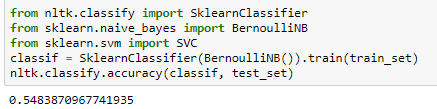 from nltk.classify import SklearnClassifier
from sklearn.naive_bayes import BernoulliNB
from sklearn.svm import SVC
classif = SklearnClassifier(BernoulliNB()).train(train_set)
nltk.classify.accuracy(classif, test_set)
0.5483870967741935